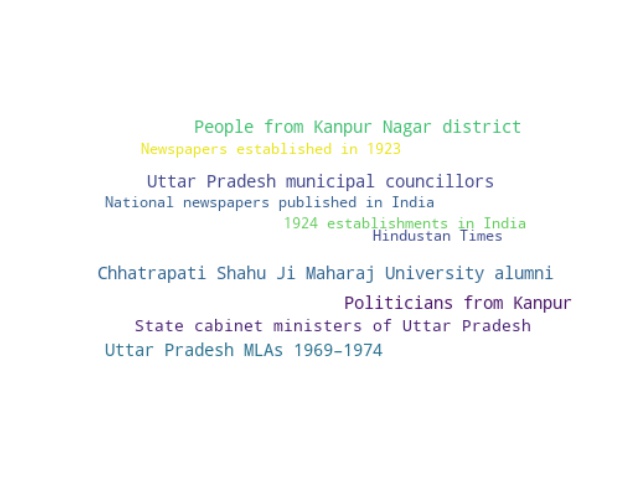 People from Kanpur Nagar district
Newspapers established in 1923
Uttar Pradesh municipal councillors
National newspapers published in India
1924 establishments in India
Hindustan Times
Chhatrapati Shahu Ji Maharaj University alumni
Politicians from Kanpur
State cabinet ministers of Uttar Pradesh
Uttar Pradesh MLAs 1969–1974